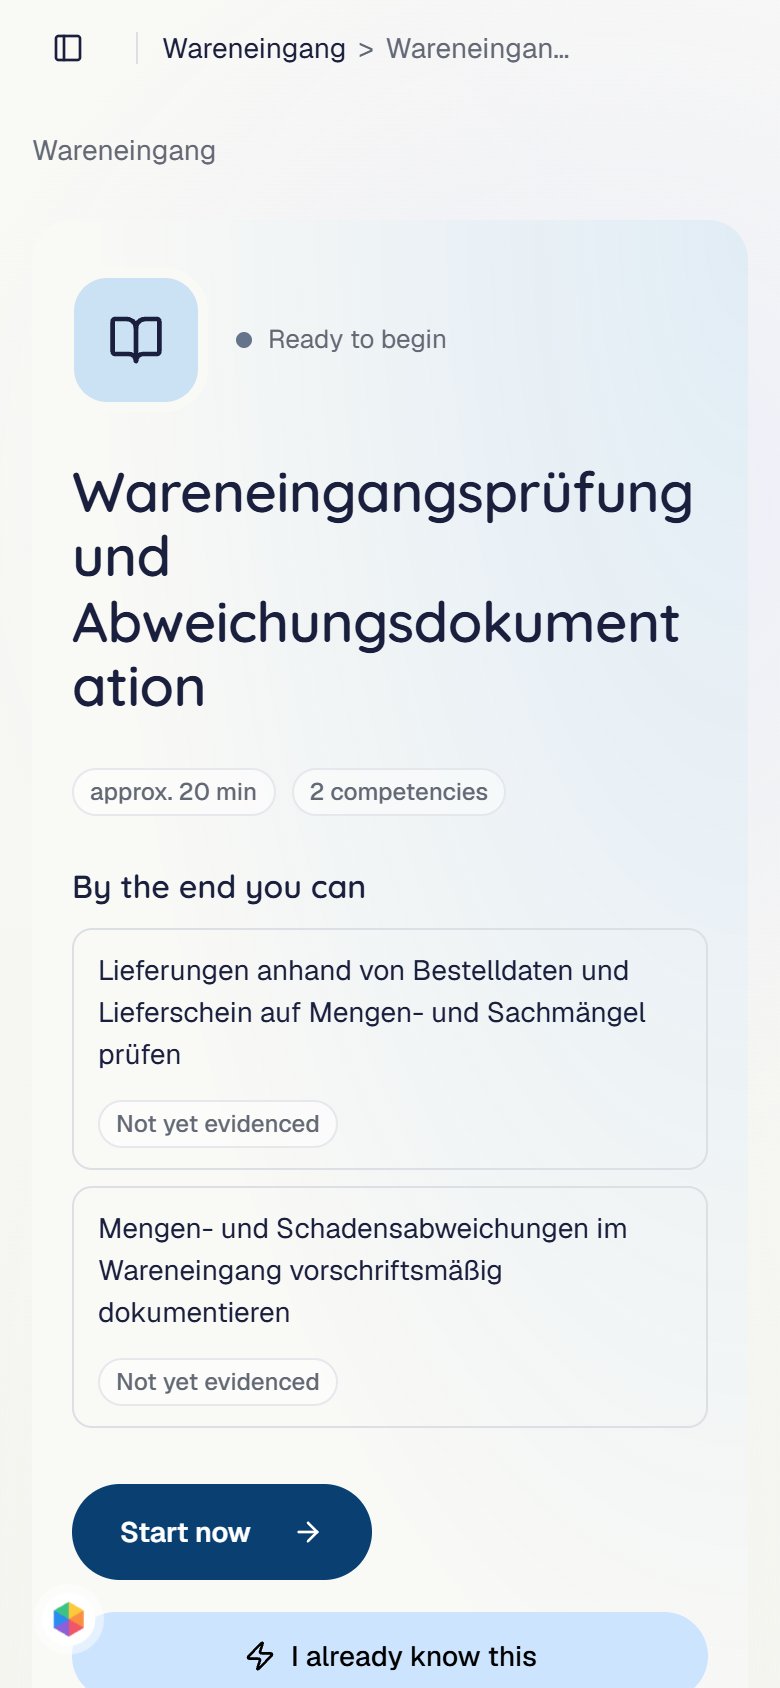 Wareneingang > Wareneingan...
Wareneingang
Ready to begin
Wareneingangsprüfung
und
Abweichungsdokument
ation
approx. 20 min
2 competencies
By the end you can
Lieferungen anhand von Bestelldaten und
Lieferschein auf Mengen- und Sachmängel
prüfen
Not yet evidenced
Mengen- und Schadensabweichungen im
Wareneingang vorschriftsmäßig
dokumentieren
Not yet evidenced
Start now
I already know this